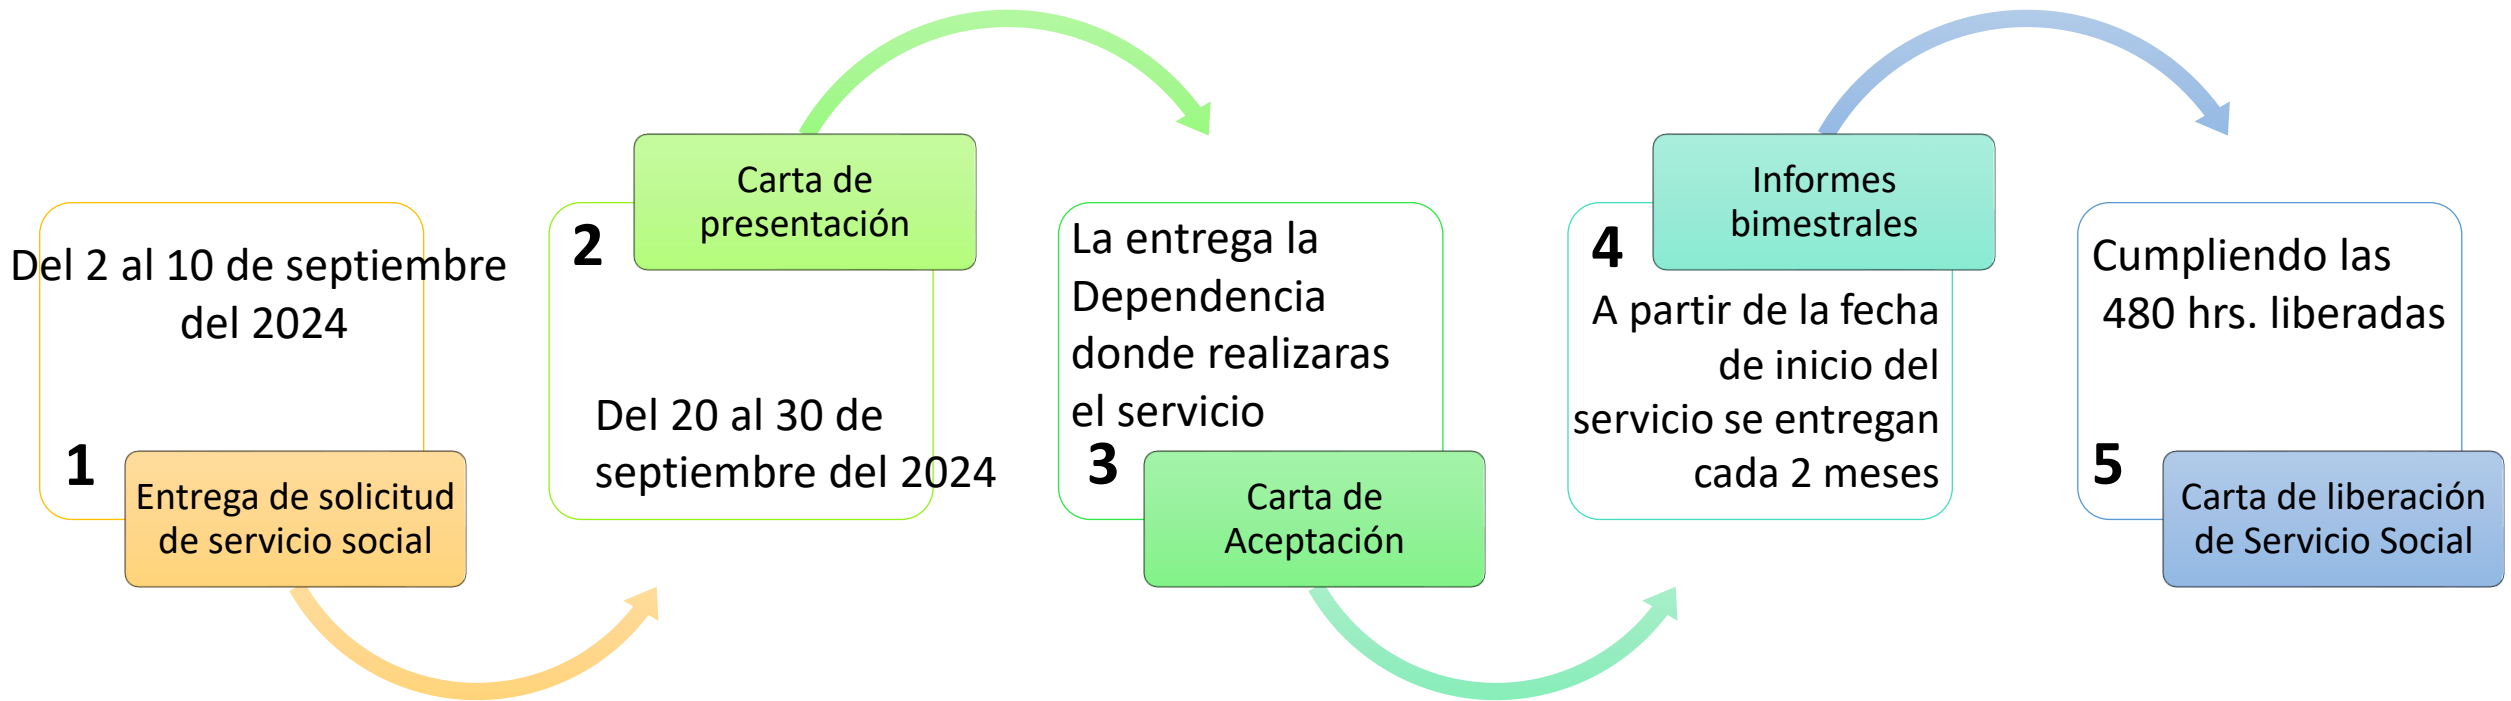 Del 2 al 10 de septiembre
del 2024
1
Entrega de solicitud
de servicio social
2
Carta de
presentación
Del 20 al 30 de
septiembre del 2024
La entrega la
Dependencia
donde realizaras
el servicio
3
Carta de
Aceptación
4
Informes
bimestrales
A partir de la fecha
de inicio del
servicio se entregan
cada 2 meses
Cumpliendo las
480 hrs. liberadas
5
Carta de liberación
de Servicio Social